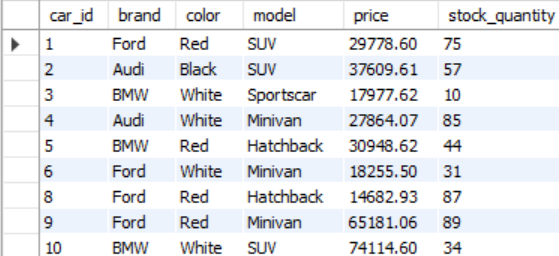 car_id brand color model price stock_quantity
1 Ford Red SUV 29778.60 75
2 Audi Black SUV 37609.61 57
3 BMW White Sportscar 17977.62 10
4 Audi White Minivan 27864.07 85
5 BMW Red Hatchback 30948.62 44
6 Ford White Minivan 18255.50 31
8 Ford Red Hatchback 14682.93 87
9 Ford Red Minivan 65181.06 89
10 BMW White SUV 74114.60 34